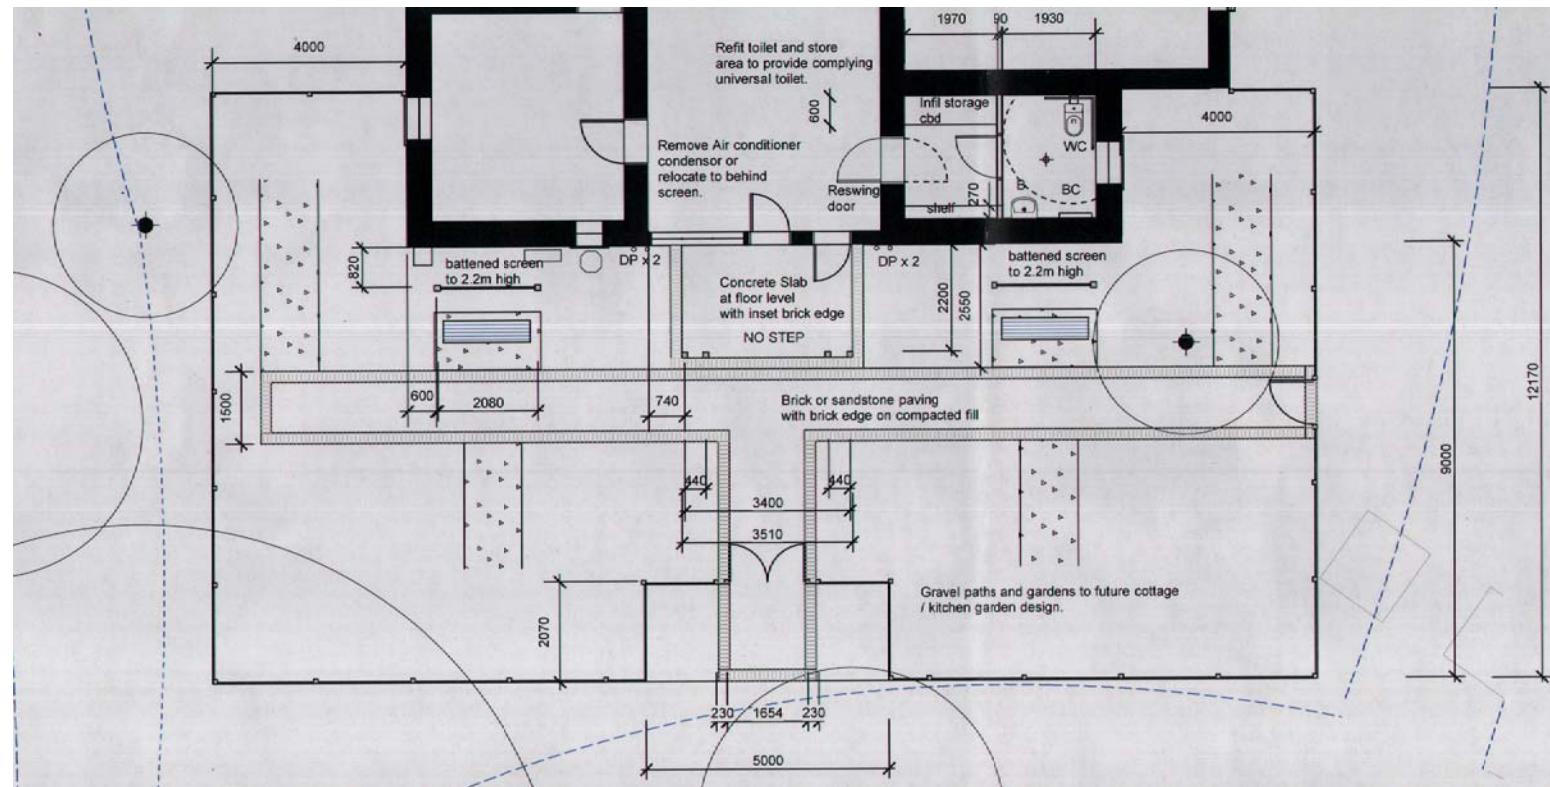 1970
90
1930
4000
Refit toilet and store
area to provide complying
universal toilet.
600
Infil storage
cbd
4000
Remove Air conditioner
condensor or
relocate to behind
screen.
WC
Reswing
door
shelf
270
B
BC
820
battened screen
to 2.2m high
DP x 2
DP x 2
battened screen
to 2.2m high
Concrete Slab
at floor level
with inset brick edge
NO STEP
2200
2550
1500
600
2080
740
Brick or sandstone paving
with brick edge on compacted fill
12170
9000
440
440
3400
3510
2070
Gravel paths and gardens to future cottage
/ kitchen garden design.
230
1654
230
5000